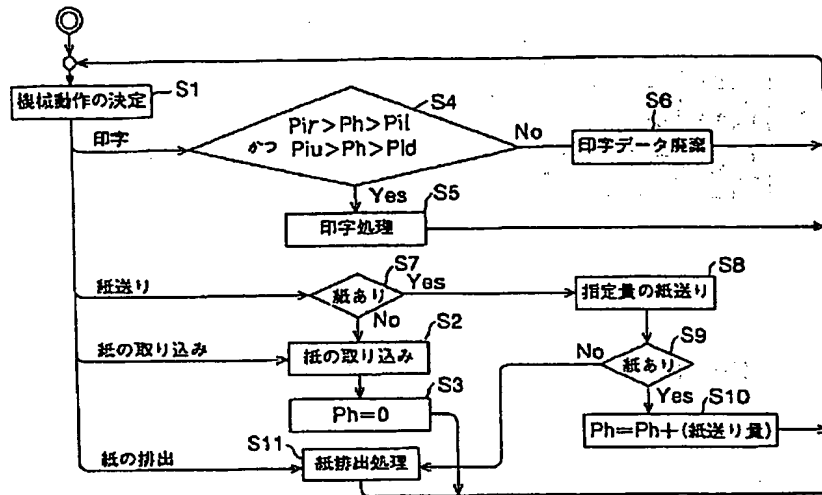 機械動作の決定
S1
印字
S4
Pir>Ph>Pil
かつ
Piu>Ph>Pld
No
S6
印字データ廃棄
Yes
S5
印字処理
紙送り
S7
紙あり
Yes
S8
指定量の紙送り
No
紙の取り込み
S2
紙の取り込み
No
S9
紙あり
S3
Ph=0
Yes
S10
Ph=Ph+(紙送り量)
紙の排出
S11
紙排出処理